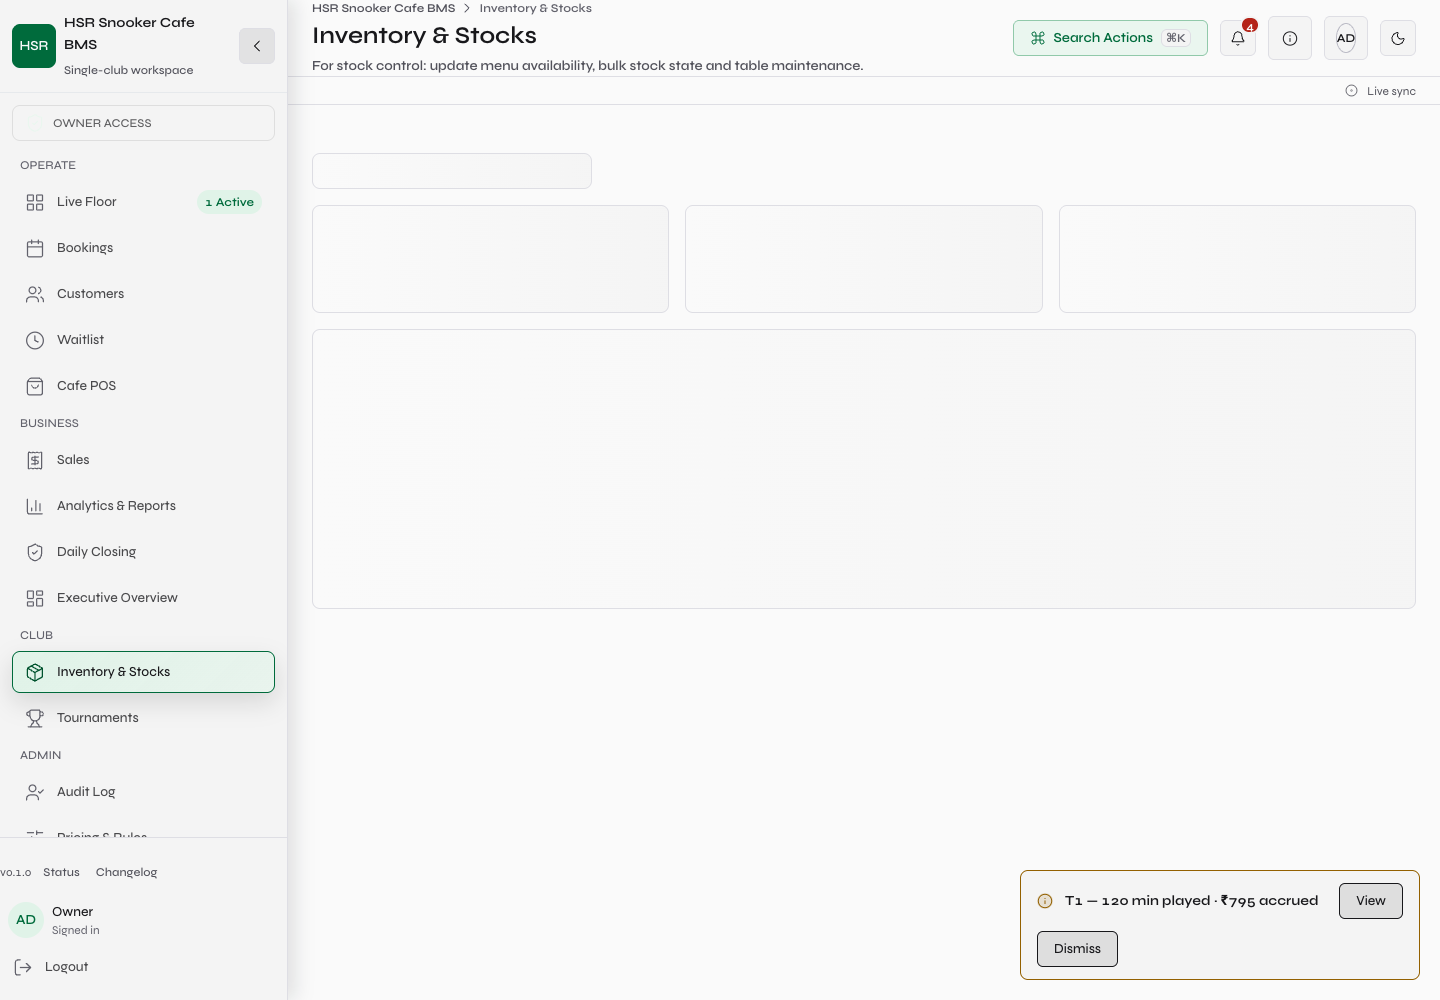 HSR
HSR Snooker Cafe
BMS
Single-club workspace
OWNER ACCESS
OPERATE
Live Floor
1 Active
Bookings
Customers
Waitlist
Cafe POS
BUSINESS
Sales
Analytics & Reports
Daily Closing
Executive Overview
CLUB
Inventory & Stocks
Tournaments
ADMIN
Audit Log
Pricing & Rules
v0.1.0 Status Changelog
AD
Owner
Signed in
Logout
HSR Snooker Cafe BMS > Inventory & Stocks
Inventory & Stocks
For stock control: update menu availability, bulk stock state and table maintenance.
Search Actions ⌘K
4
AD
Live sync
T1 — 120 min played · ₹795 accrued
View
Dismiss